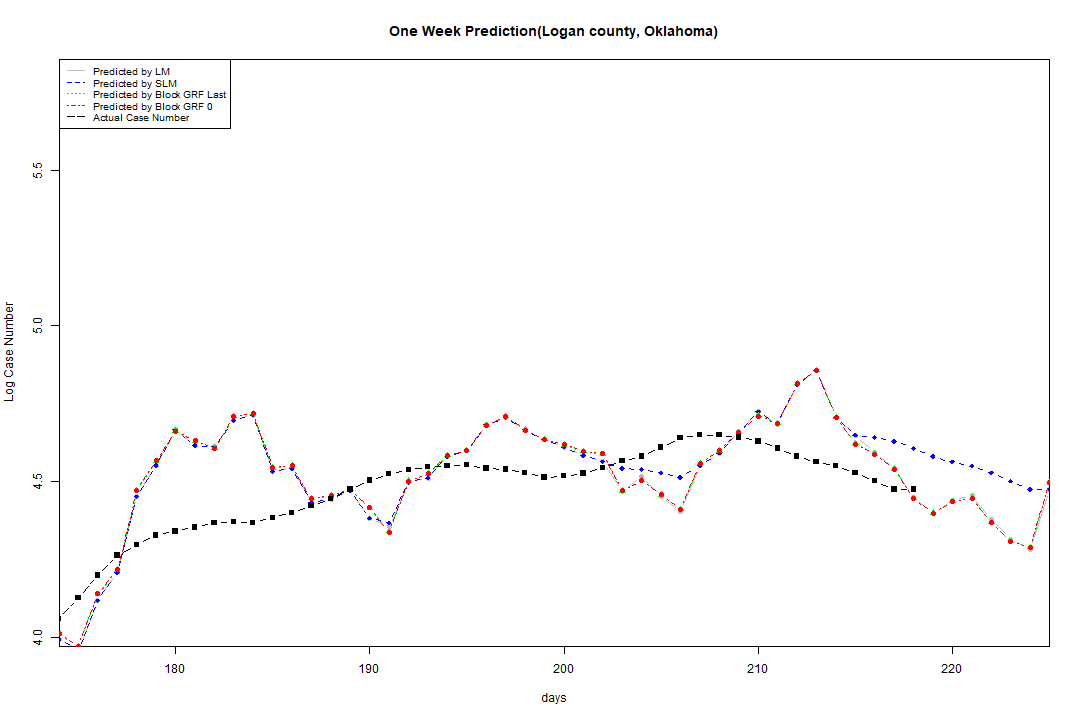 One Week Prediction(Logan county, Oklahoma)
Predicted by LM
Predicted by SLM
Predicted by Block GRF Last
Predicted by Block GRF 0
Actual Case Number
5.5
5.0
4.5
4.0
Log Case Number
180
190
200
210
220
days